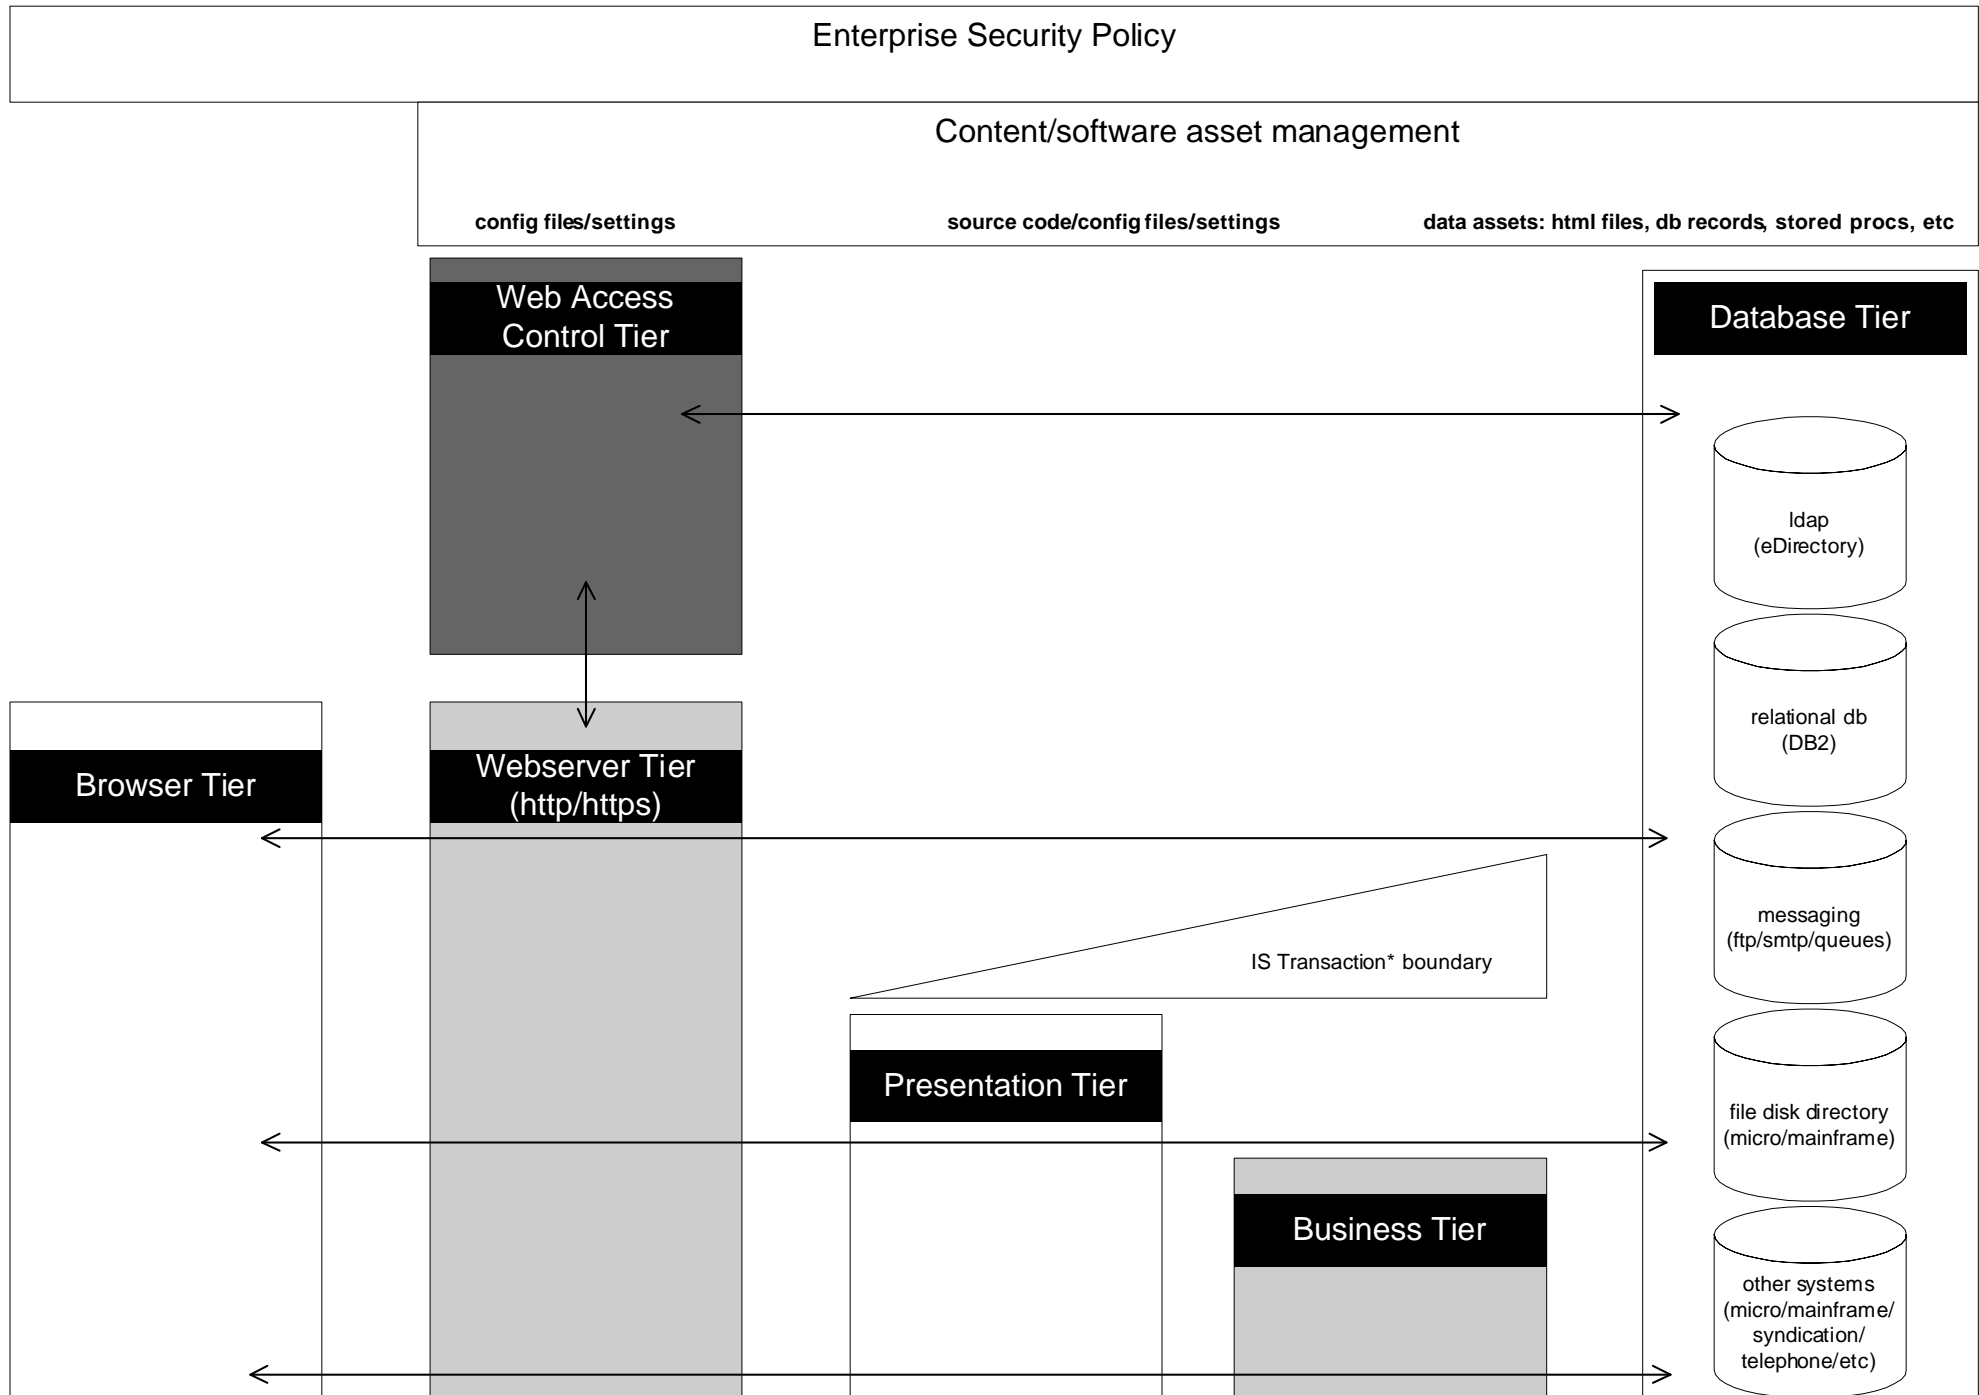 Enterprise Security Policy
Content/software asset management
config files/settings
source code/config files/settings
data assets: html files, db records, stored procs, etc
Web Access
Control Tier
Database Tier
ldap
(eDirectory)
relational db
(DB2)
Browser Tier
Webserver Tier
(http/https)
messaging
(ftp/smtp/queues)
IS Transaction* boundary
Presentation Tier
file disk directory
(micro/mainframe)
Business Tier
other systems
(micro/mainframe/
syndication/
telephone/etc)